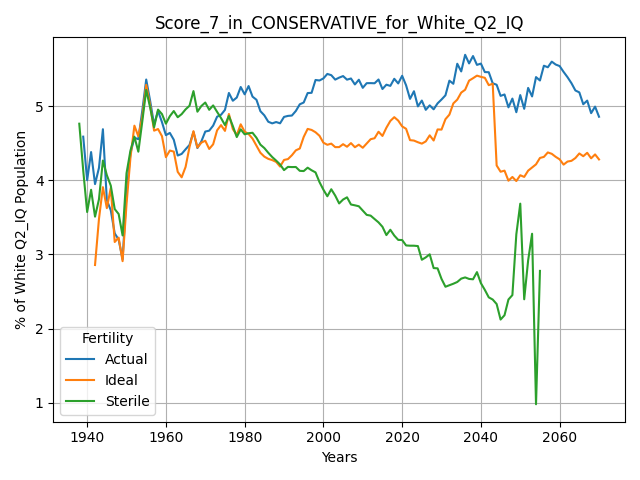 Score_7_in_CONSERVATIVE_for_White_Q2_IQ
% of White Q2_IQ Population
5
4
3
2
1
Fertility
Actual
Ideal
Sterile
1940 1960 1980 2000 2020 2040 2060
Years